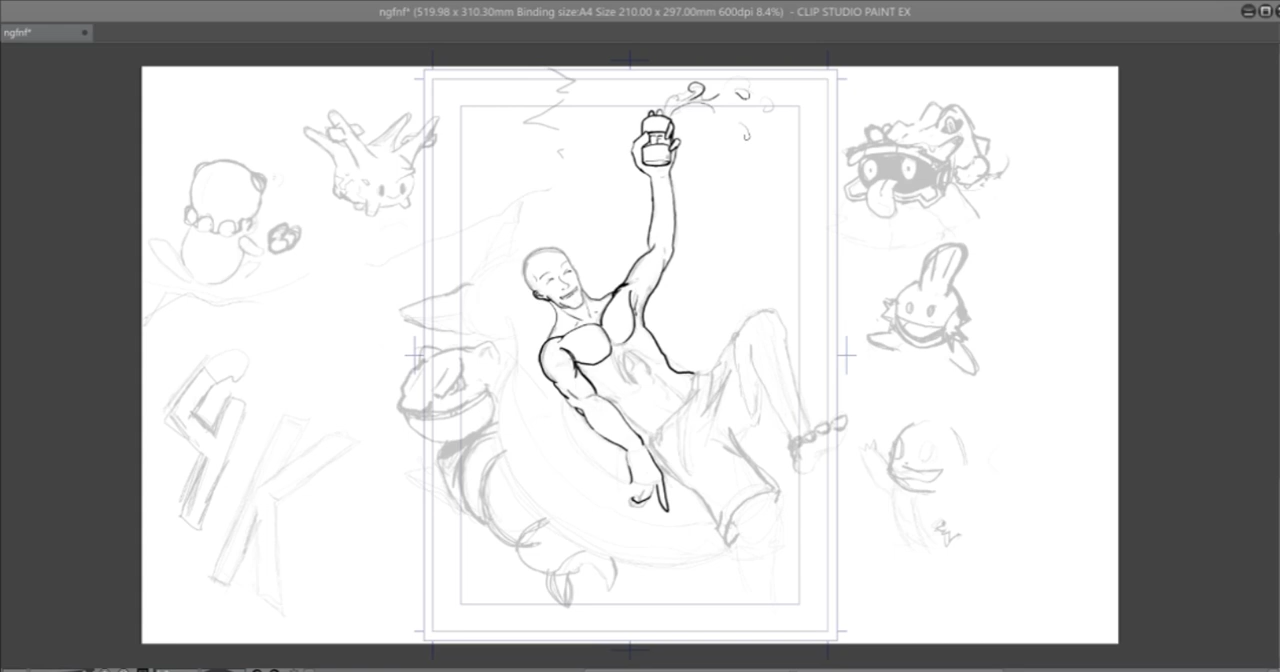 ngfnf* (519.98 x 310.30mm Binding size:A4 Size 210.00 x 297.00mm 600dpi 8.4%) - CLIP STUDIO PAINT EX
ngfnf*